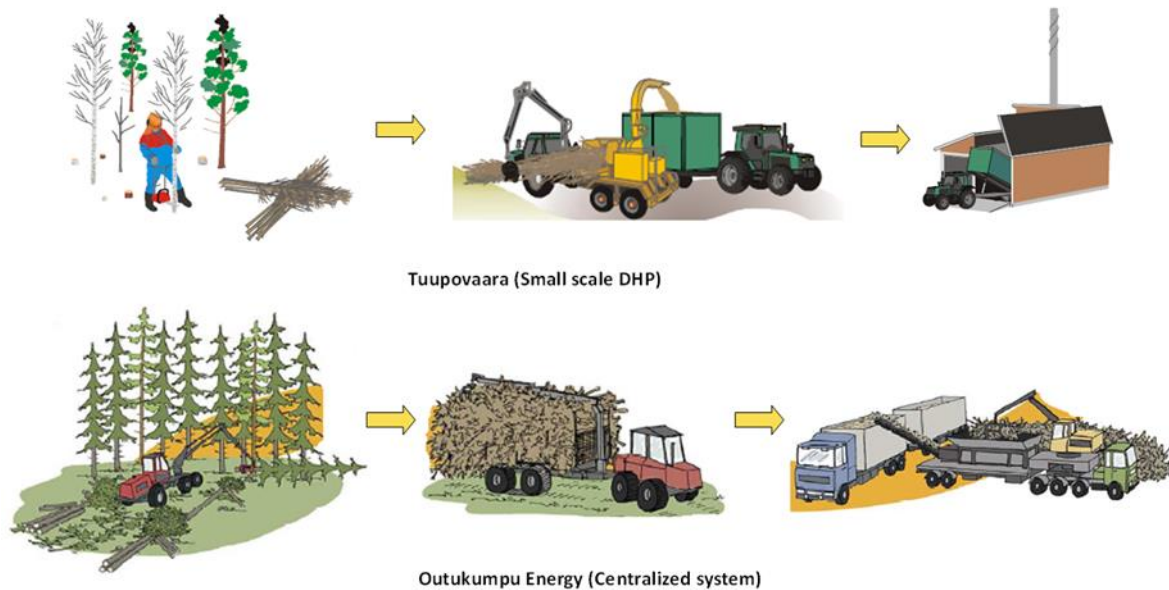 Tuupovaara (Small scale DHP)
Outukumpu Energy (Centralized system)